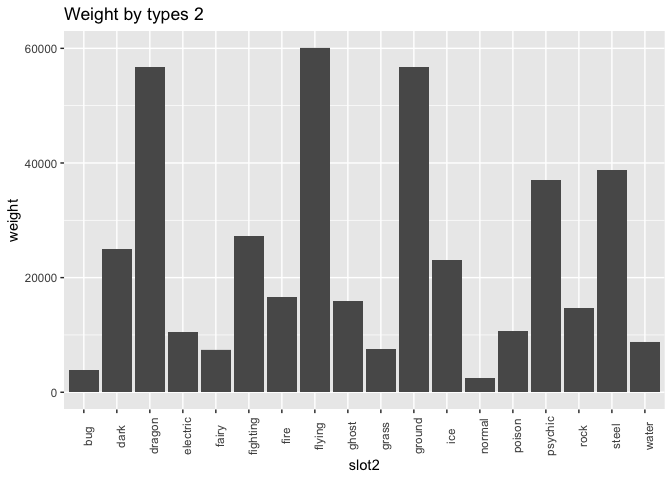 Weight by types 2
weight
60000
40000
20000
0
bug
dark
dragon
electric
fairy
fighting
fire
flying
ghost
grass
ground
ice
normal
poison
psychic
rock
steel
water
slot2